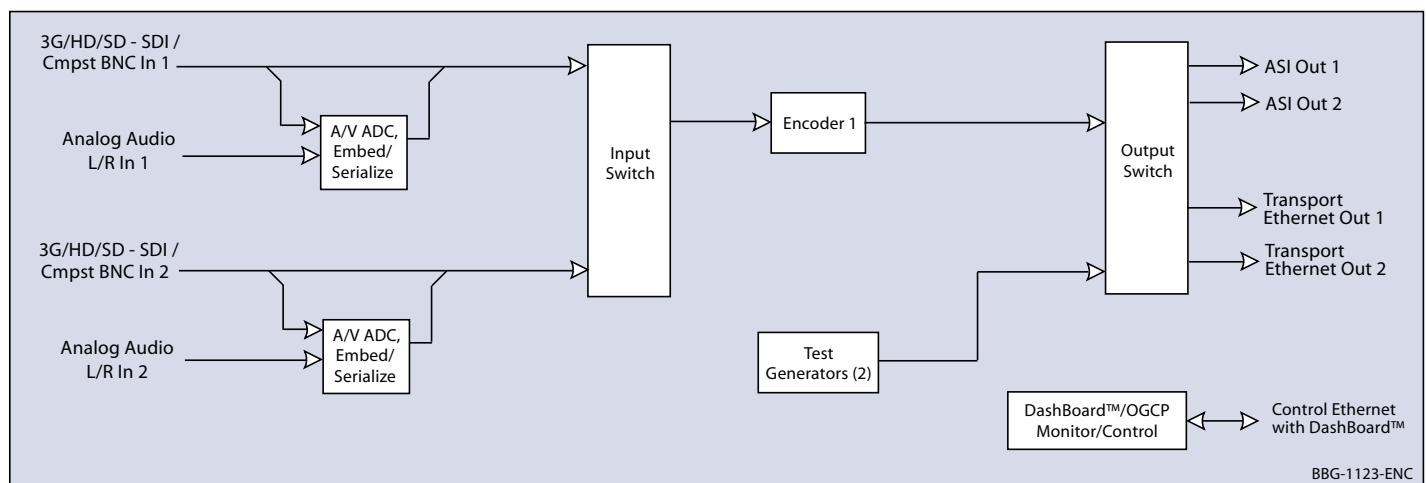 3G/HD/SD - SDI /
Cmpst BNC In 1
Analog Audio
L/R In 1
A/V ADC,
Embed/
Serialize
3G/HD/SD - SDI /
Cmpst BNC In 2
Analog Audio
L/R In 2
A/V ADC,
Embed/
Serialize
Input
Switch
Encoder 1
Test
Generators (2)
Output
Switch
ASI Out 1
ASI Out 2
Transport
Ethernet Out 1
Transport
Ethernet Out 2
DashBoard™/OGCP
Monitor/Control
Control Ethernet
with DashBoard™
BBG-1123-ENC